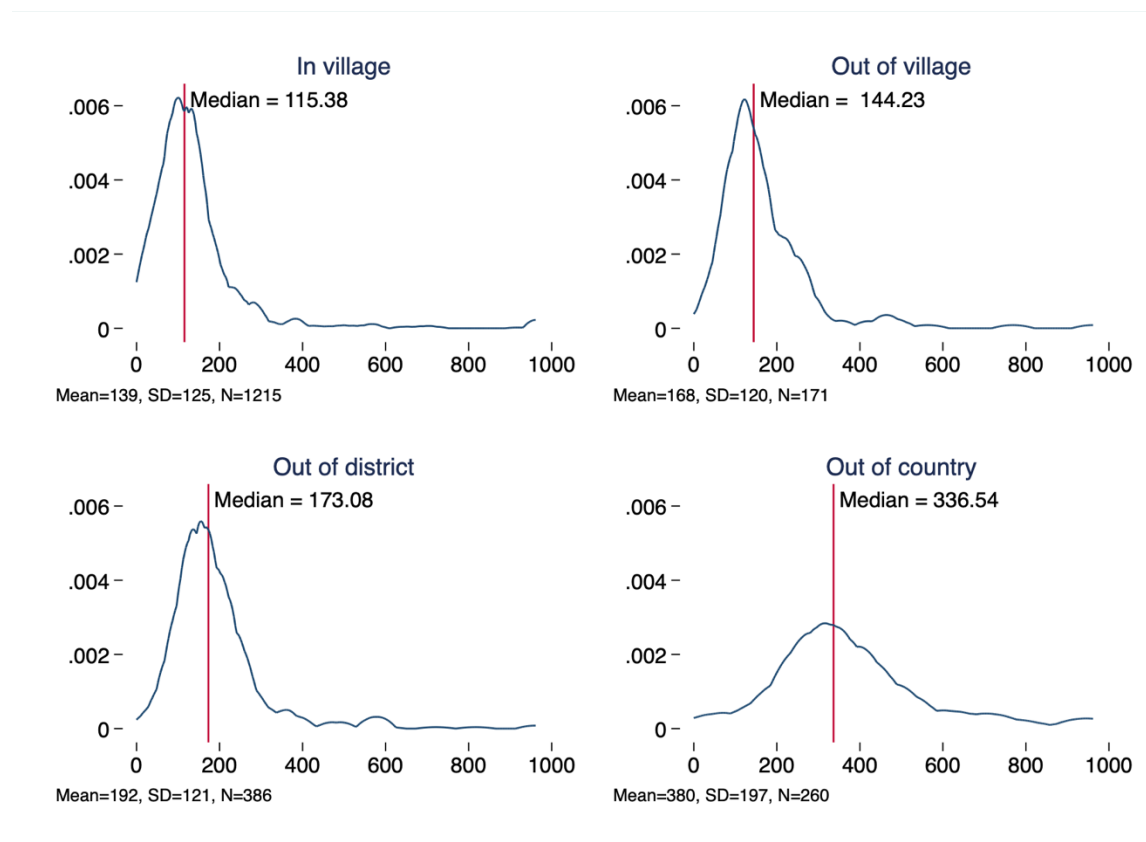 In village
Median = 115.38
.006
.004
.002
0
0 200 400 600 800 1000
Mean=139, SD=125, N=1215
Out of village
Median =  144.23
.006
.004
.002
0
0 200 400 600 800 1000
Mean=168, SD=120, N=171
Out of district
Median = 173.08
.006
.004
.002
0
0 200 400 600 800 1000
Mean=192, SD=121, N=386
Out of country
Median = 336.54
.006
.004
.002
0
0 200 400 600 800 1000
Mean=380, SD=197, N=260